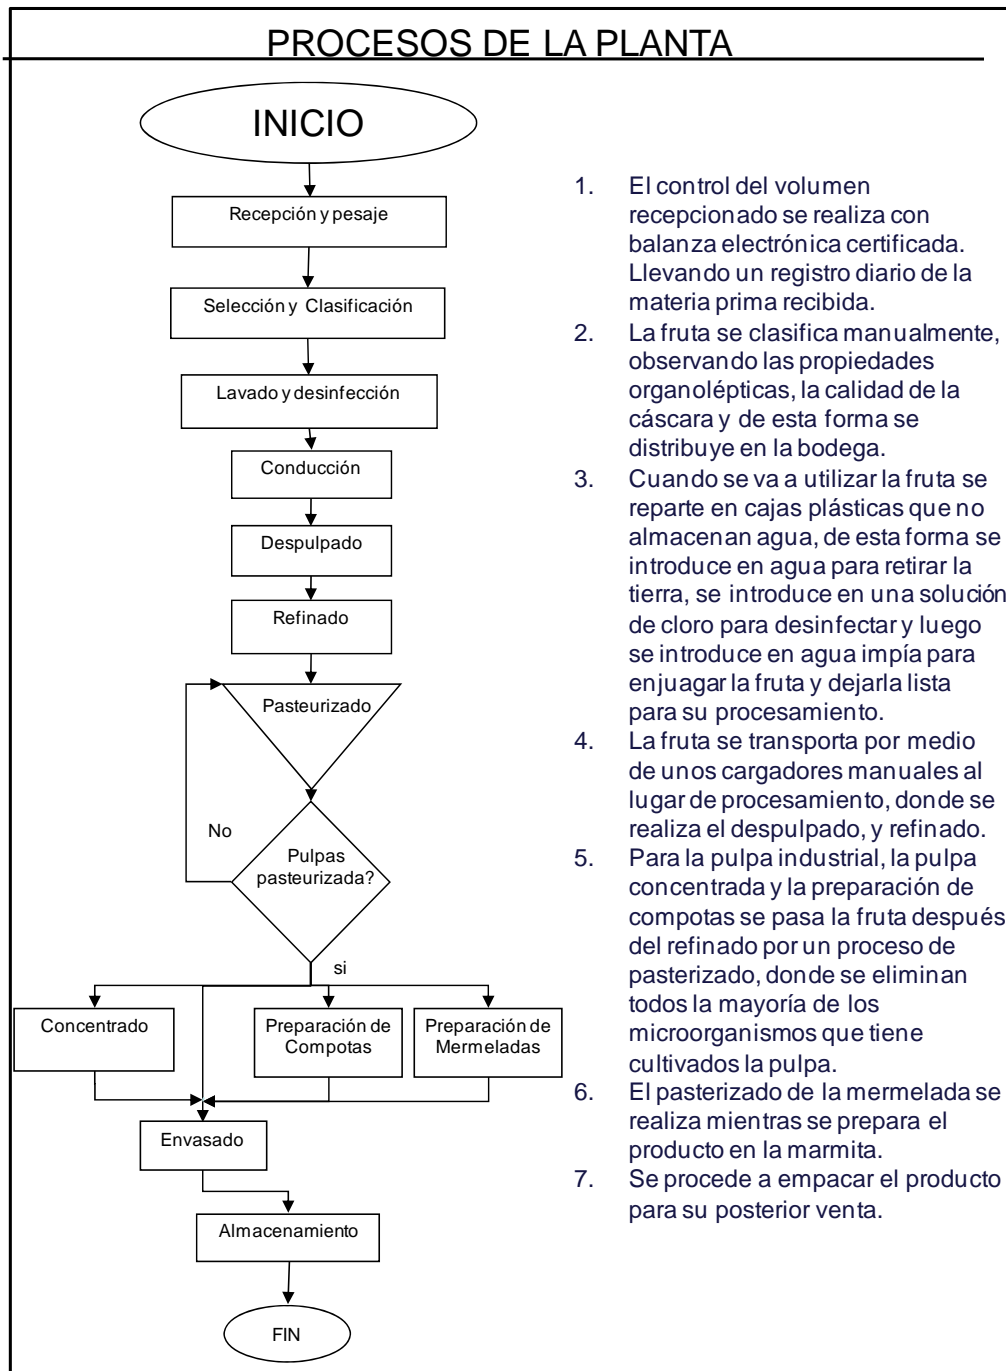 PROCESOS DE LA PLANTA
INICIO
Recepción y pesaje
Selección y Clasificación
Lavado y desinfección
Conducción
Despulpado
Refinado
Pasteurizado
No
Pulpas
pasteurizada?
si
Concentrado
Preparación de
Compotas
Preparación de
Mermeladas
Envasado
Almacenamiento
FIN
1. El control del volumen
recepcionado se realiza con
balanza electrónica certificada.
Llevando un registro diario de la
materia prima recibida.
2. La fruta se clasifica manualmente,
observando las propiedades
organolépticas, la calidad de la
cáscara y de esta forma se
distribuye en la bodega.
3. Cuando se va a utilizar la fruta se
reparte en cajas plásticas que no
almacenan agua, de esta forma se
introduce en agua para retirar la
tierra, se introduce en una solución
de cloro para desinfectar y luego
se introduce en agua impía para
enjuagar la fruta y dejarla lista
para su procesamiento.
4. La fruta se transporta por medio
de unos cargadores manuales al
lugar de procesamiento, donde se
realiza el despulpado, y refinado.
5. Para la pulpa industrial, la pulpa
concentrada y la preparación de
compotas se pasa la fruta después
del refinado por un proceso de
pasterizado, donde se eliminan
todos la mayoría de los
microorganismos que tiene
cultivados la pulpa.
6. El pasterizado de la mermelada se
realiza mientras se prepara el
producto en la marmita.
7. Se procede a empacar el producto
para su posterior venta.